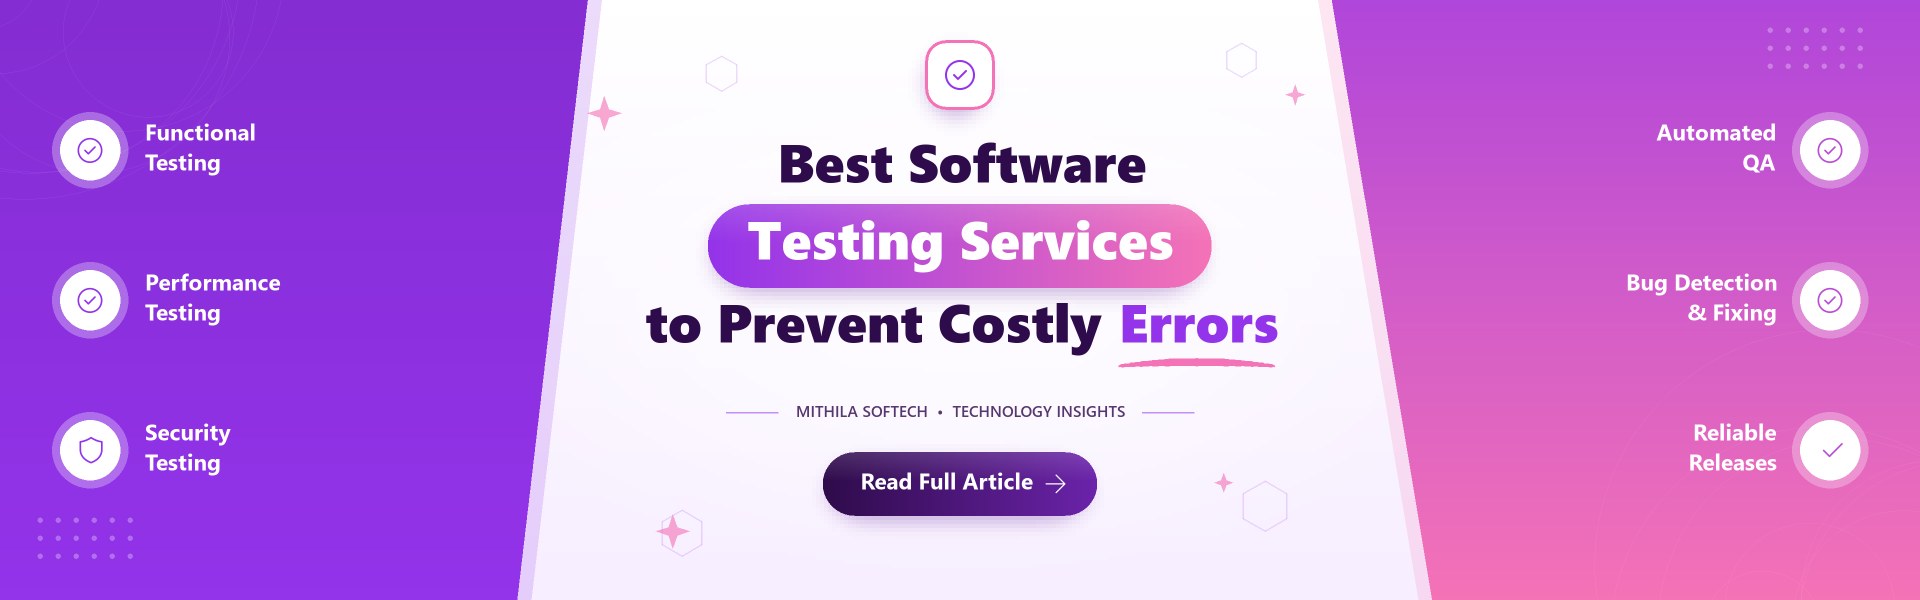 Functional
Testing
Performance
Testing
Security
Testing
Best Software
Testing Services
to Prevent Costly Errors
MITHILA SOFTECH • TECHNOLOGY INSIGHTS
Read Full Article →
Automated
QA
Bug Detection
& Fixing
Reliable
Releases